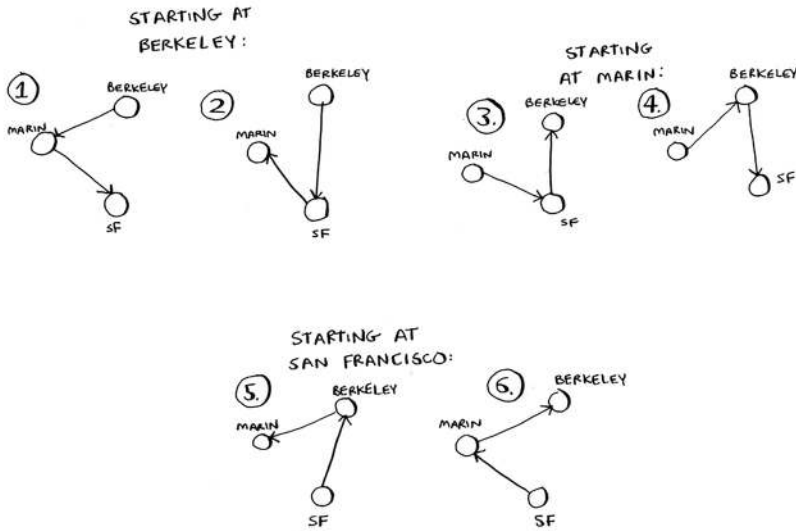 STARTING AT
BERKELEY:
1
BERKELEY
MARIN
SF
2
BERKELEY
MARIN
SF
STARTING
AT MARIN:
3.
BERKELEY
MARIN
SF
4.
BERKELEY
MARIN
SF
STARTING AT
SAN FRANCISCO:
5.
BERKELEY
MARIN
SF
6.
BERKELEY
MARIN
SF